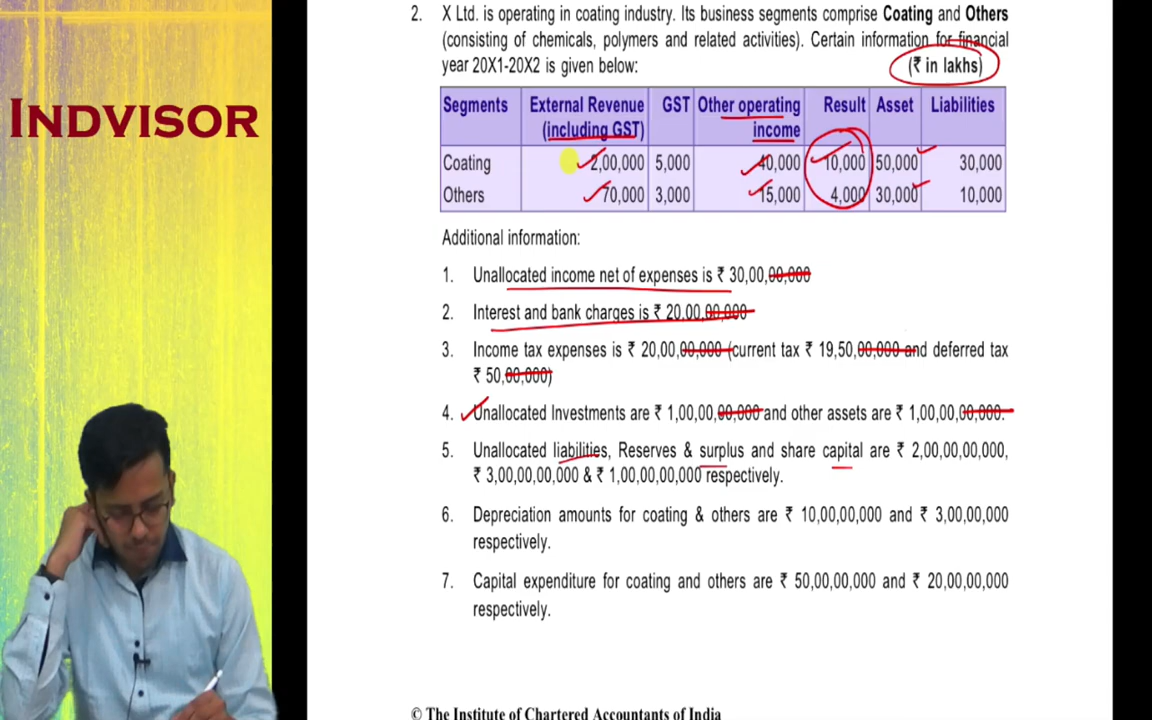 INDVISOR
2. X Ltd. is operating in coating industry. Its business segments comprise Coating and Others
(consisting of chemicals, polymers and related activities). Certain information for financial
year 20X1-20X2 is given below: (₹ in lakhs)
Segments External Revenue GST Other operating Result Asset Liabilities
(including GST) income
Coating 2,00,000 5,000 40,000 10,000 50,000 30,000
Others 70,000 3,000 15,000 4,000 30,000 10,000
Additional information:
1. Unallocated income net of expenses is ₹ 30,00,00,000
2. Interest and bank charges is ₹ 20,00,00,000
3. Income tax expenses is ₹ 20,00,00,000 (current tax ₹ 19,50,00,000 and deferred tax
₹ 50,00,000)
4. Unallocated Investments are ₹ 1,00,00,00,000 and other assets are ₹ 1,00,00,00,000.
5. Unallocated liabilities, Reserves & surplus and share capital are ₹ 2,00,00,00,000,
₹ 3,00,00,00,000 & ₹ 1,00,00,00,000 respectively.
6. Depreciation amounts for coating & others are ₹ 10,00,00,000 and ₹ 3,00,00,000
respectively.
7. Capital expenditure for coating and others are ₹ 50,00,00,000 and ₹ 20,00,00,000
respectively.
© The Institute of Chartered Accountants of India